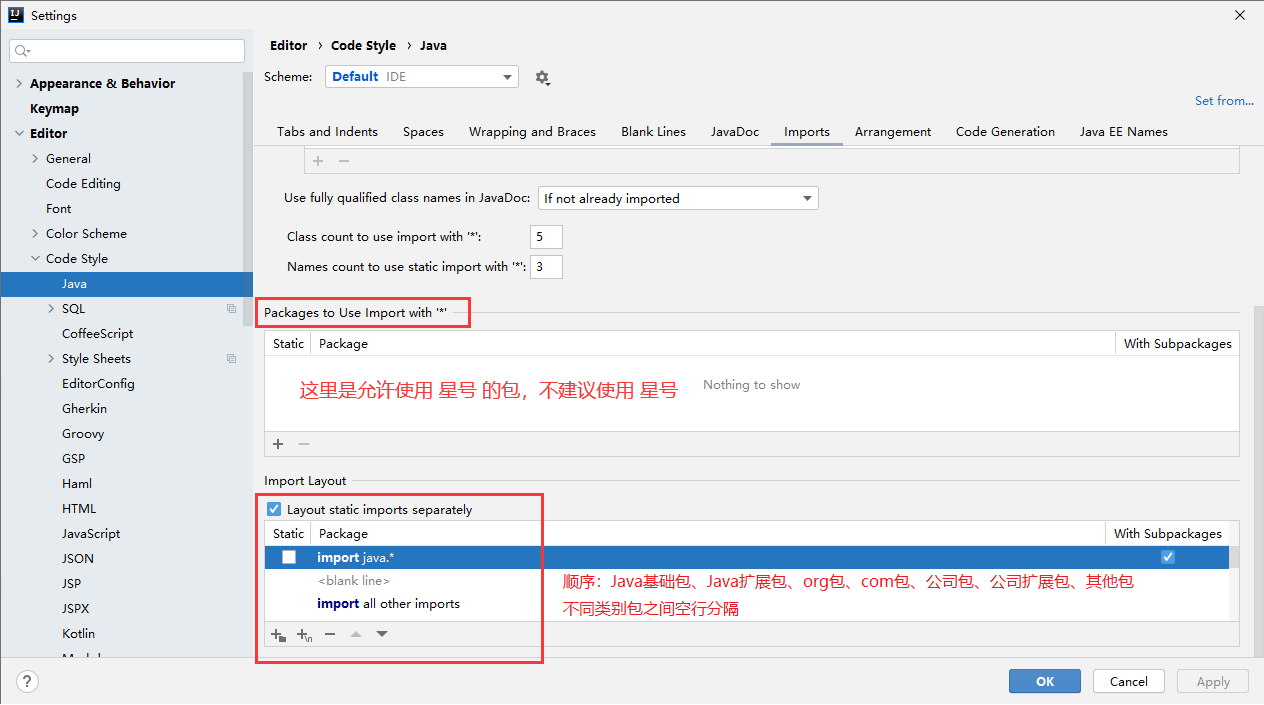 Settings
Editor › Code Style › Java
Scheme: Default IDE
Set from...
Tabs and Indents Spaces Wrapping and Braces Blank Lines JavaDoc Imports Arrangement Code Generation Java EE Names
Appearance & Behavior
Keymap
Editor
General
Code Editing
Font
Color Scheme
Code Style
Java
SQL
CoffeeScript
Style Sheets
EditorConfig
Gherkin
Groovy
GSP
Haml
HTML
JavaScript
JSON
JSP
JSPX
Kotlin
Use fully qualified class names in JavaDoc: If not already imported
Class count to use import with '*': 5
Names count to use static import with '*': 3
Packages to Use Import with '*'
Static Package With Subpackages
这里是允许使用 星号 的包，不建议使用 星号
Nothing to show
Import Layout
Layout static imports separately
Static Package With Subpackages
import java.*
<blank line>
import all other imports
顺序：Java基础包、Java扩展包、org包、com包、公司包、公司扩展包、其他包
不同类别包之间空行分隔
? OK Cancel Apply